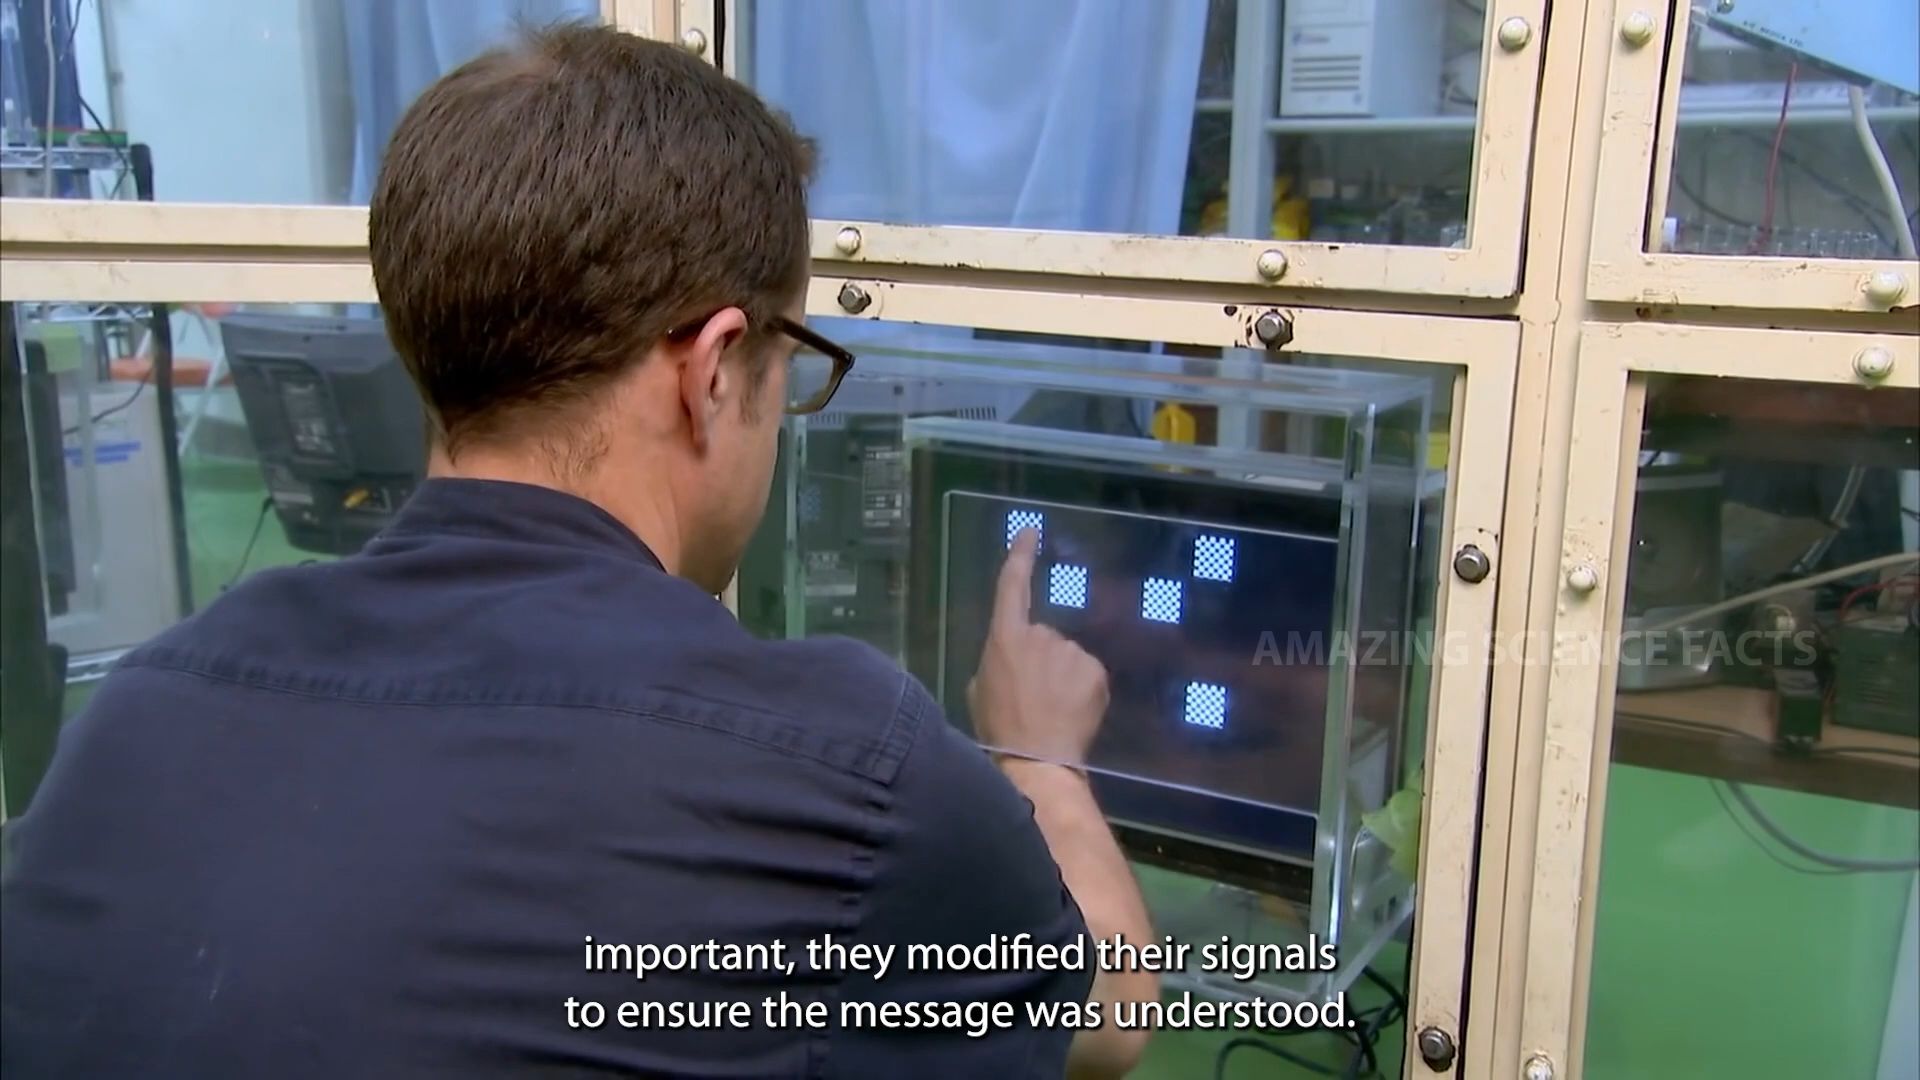 AMAZING SCIENCE FACTS
important, they modified their signals
to ensure the message was understood.